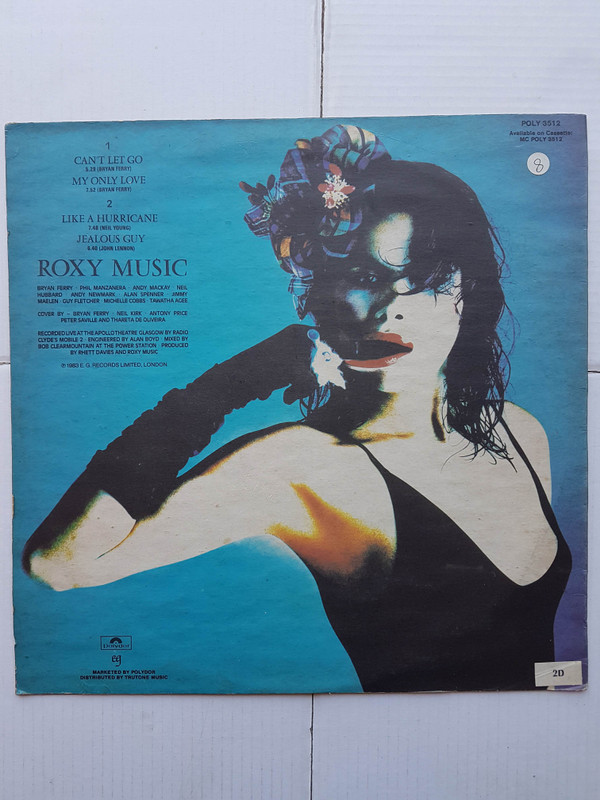 1
CAN'T LET GO
5.29 (BRYAN FERRY)
MY ONLY LOVE
7.52 (BRYAN FERRY)
2
LIKE A HURRICANE
7.48 (NEIL YOUNG)
JEALOUS GUY
6.40 (JOHN LENNON)
ROXY MUSIC
BRYAN FERRY · PHIL MANZANERA · ANDY MACKAY · NEIL
HUBBARD · ANDY NEWMARK · ALAN SPENNER · JIMMY
MAELEN · GUY FLETCHER · MICHELLE COBBS · TAWATHA AGEE
COVER BY - BRYAN FERRY · NEIL KIRK · ANTONY PRICE
PETER SAVILLE AND THARETA DE OLIVEIRA
RECORDED LIVE AT THE APOLLO THEATRE GLASGOW BY RADIO
CLYDE'S MOBILE 2 · ENGINEERED BY ALAN BOYD · MIXED BY
BOB CLEARMOUNTAIN AT THE POWER STATION · PRODUCED
BY RHETT DAVIES AND ROXY MUSIC
℗ 1983 E. G. RECORDS LIMITED, LONDON
POLY 3512
Available on Cassette:
MC POLY 3512
8
Polydor
eg
MARKETED BY POLYDOR
DISTRIBUTED BY TRUTONE MUSIC
20